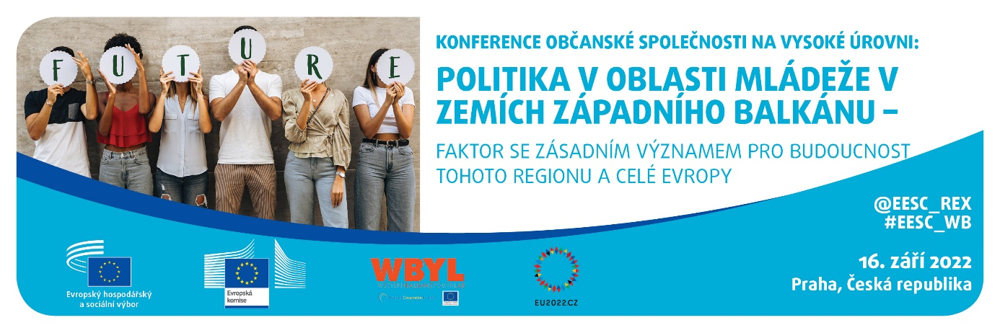 F U T U R E
KONFERENCE OBČANSKÉ SPOLEČNOSTI NA VYSOKÉ ÚROVNI:
POLITIKA V OBLASTI MLÁDEŽE V
ZEMÍCH ZÁPADNÍHO BALKÁNU –
FAKTOR SE ZÁSADNÍM VÝZNAMEM PRO BUDOUCNOST
TOHOTO REGIONU A CELÉ EVROPY
@EESC_REX
#EESC_WB
16. září 2022
Praha, Česká republika
Evropský hospodářský
a sociální výbor
Evropská
komise
WBYL
EU2022.CZ